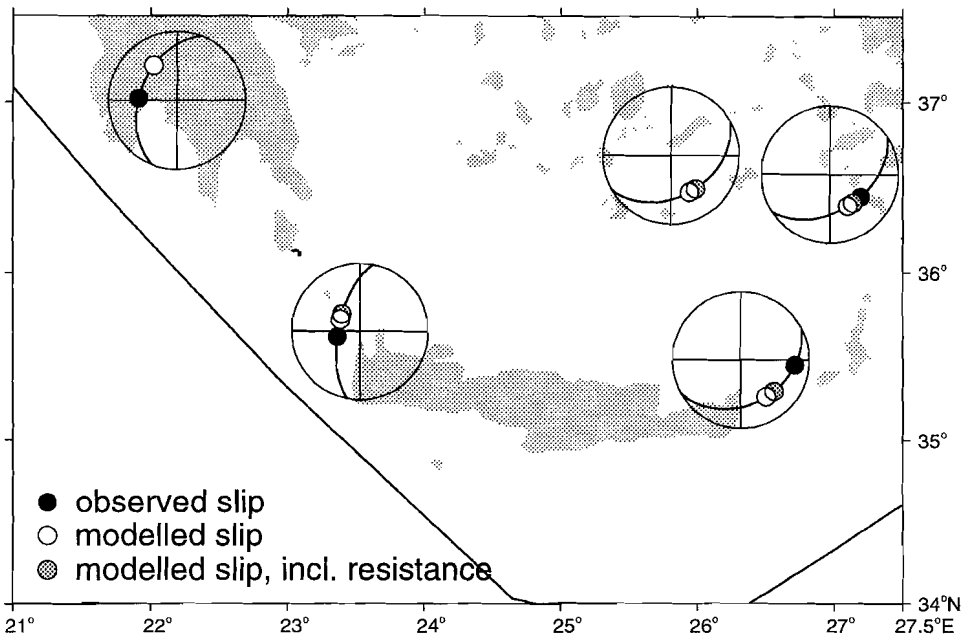 37°
36°
35°
observed slip
modelled slip
modelled slip, incl. resistance
34°N
21° 22° 23° 24° 25° 26° 27° 27.5°E